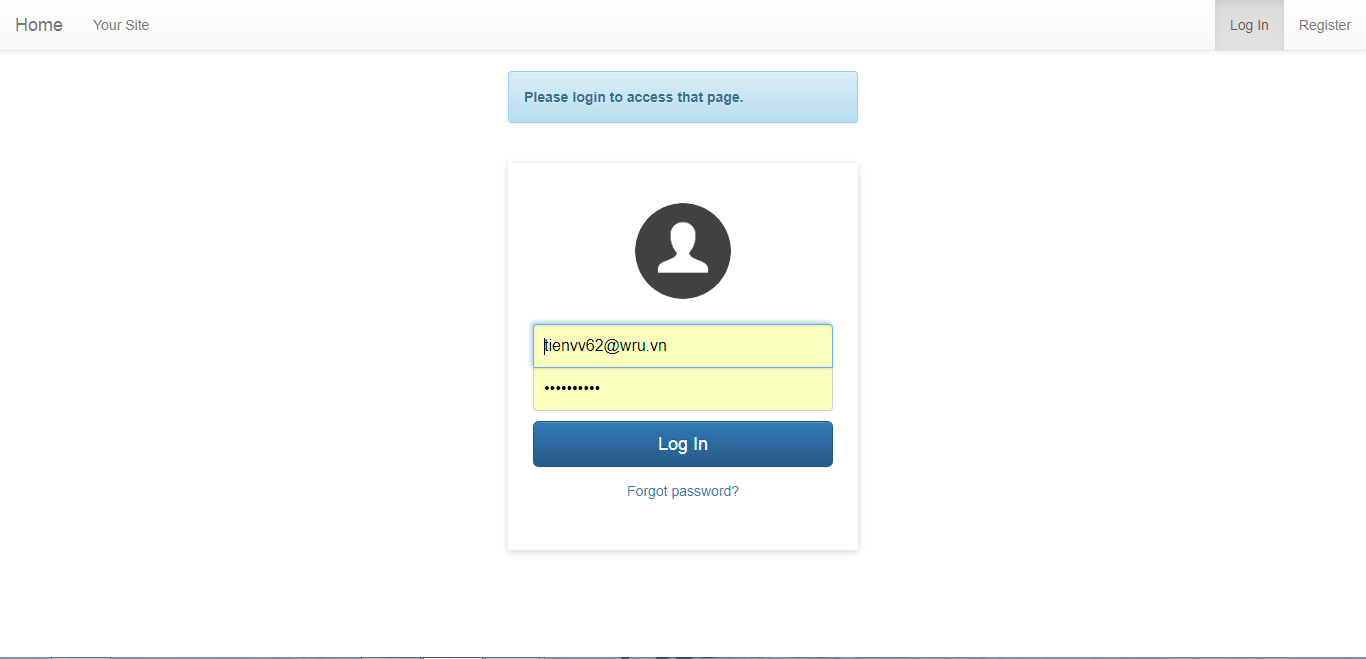 Home Your Site Log In Register
Please login to access that page.
tienvv62@wru.vn
••••••••••
Log In
Forgot password?